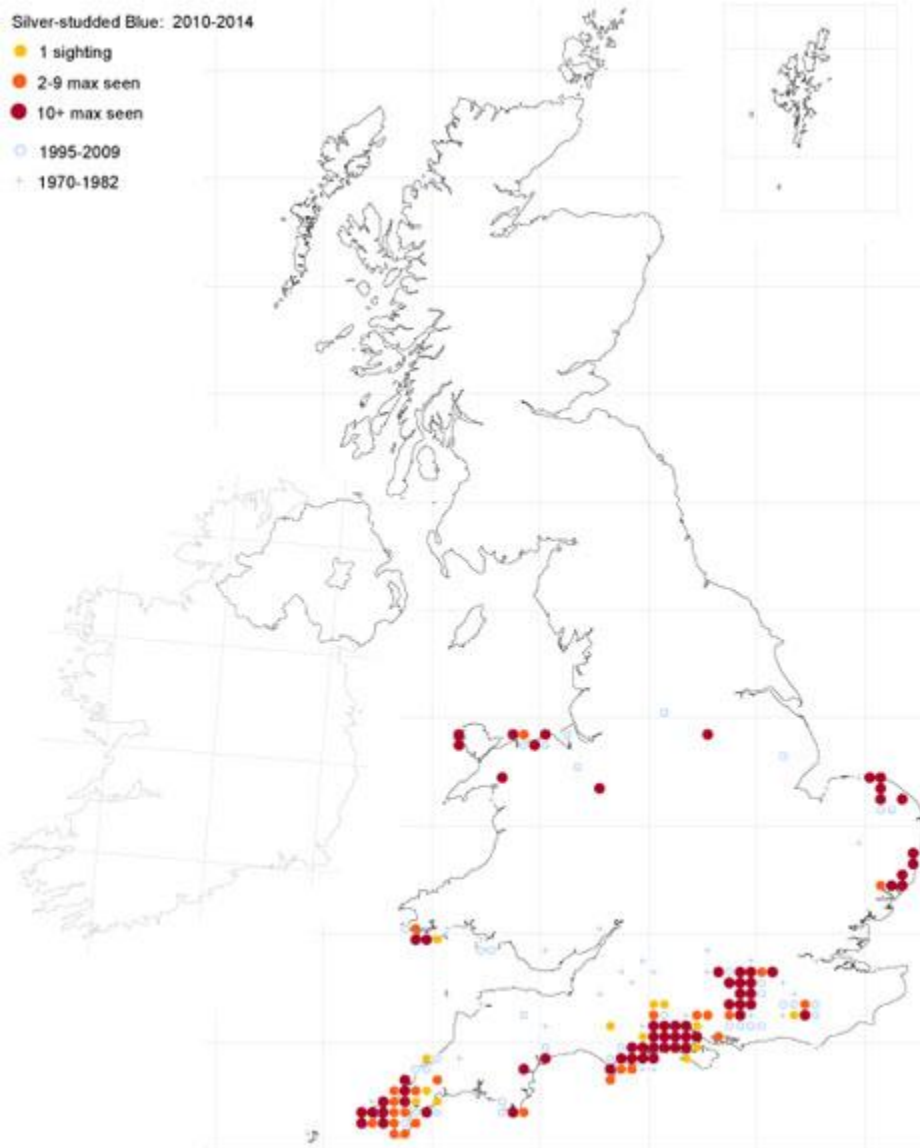 Silver-studded Blue: 2010-2014
1 sighting
2-9 max seen
10+ max seen
1995-2009
1970-1982